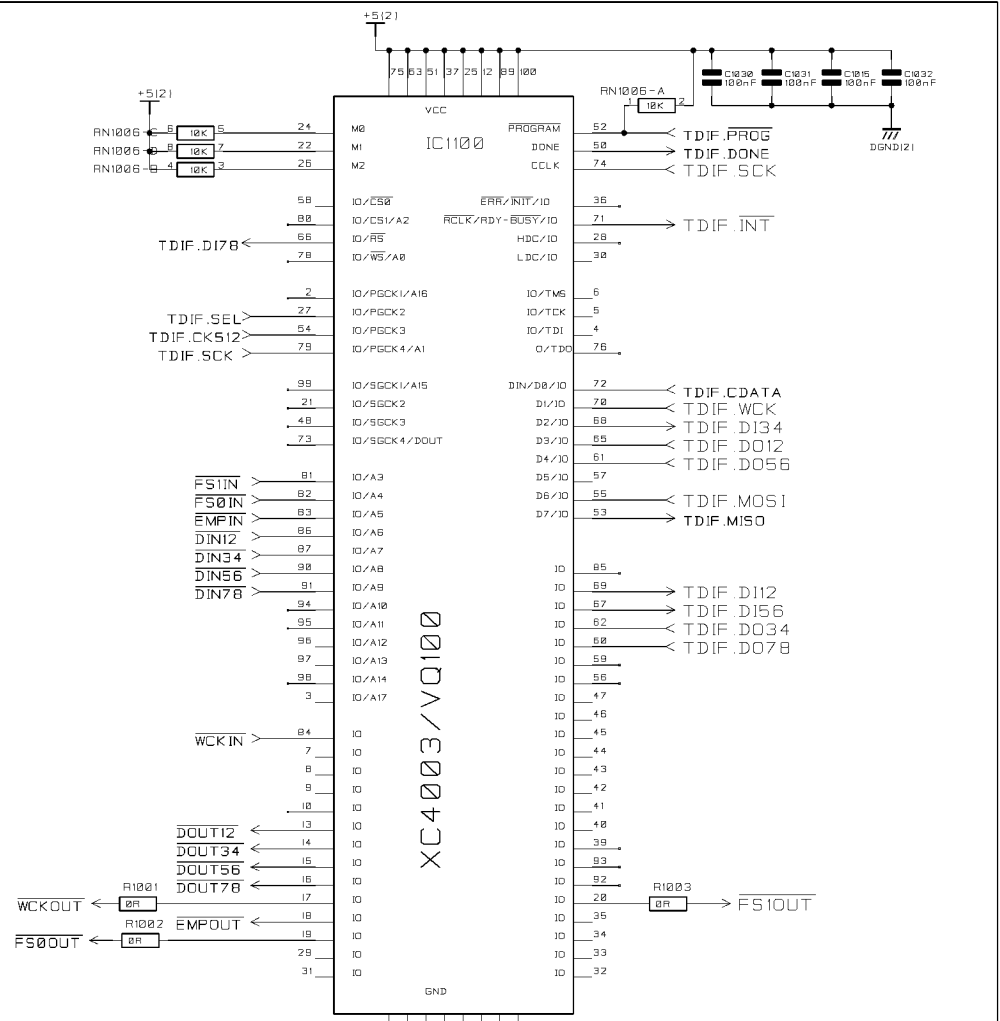 +5(2)
75 63 51 37 25 12 89 100
C1030 100nF
C1031 100nF
C1015 100nF
C1032 100nF
DGND(2)
RN1006-A
1 10K 2
+5(2)
VCC
IC1100
XC4003/VQ100
GND
RN1006-C 6 10K 5 24 M0
RN1006-D 8 10K 7 22 M1
RN1006-B 4 10K 3 26 M2
58 IO/CS0
80 IO/CS1/A2
TDIF.DI78 66 IO/RS
78 IO/WS/A0
2 IO/PGCK1/A16
TDIF.SEL 27 IO/PGCK2
TDIF.CK512 54 IO/PGCK3
TDIF.SCK 79 IO/PGCK4/A1
99 IO/SGCK1/A15
21 IO/SGCK2
48 IO/SGCK3
73 IO/SGCK4/DOUT
FS1IN 81 IO/A3
FS0IN 82 IO/A4
EMPIN 83 IO/A5
DIN12 86 IO/A6
DIN34 87 IO/A7
DIN56 90 IO/A8
DIN78 91 IO/A9
94 IO/A10
95 IO/A11
96 IO/A12
97 IO/A13
98 IO/A14
3 IO/A17
WCKIN 84 IO
7 IO
8 IO
9 IO
10 IO
DOUT12 13 IO
DOUT34 14 IO
DOUT56 15 IO
DOUT78 16 IO
WCKOUT R1001 0R 17 IO
EMPOUT 18 IO
FS0OUT R1002 0R 19 IO
29 IO
31 IO
PROGRAM 52 TDIF.PROG
DONE 50 TDIF.DONE
CCLK 74 TDIF.SCK
ERR/INIT/IO 36
RCLK/RDY-BUSY/IO 71 TDIF.INT
HDC/IO 28
LDC/IO 30
IO/TMS 6
IO/TCK 5
IO/TDI 4
O/TDO 76
DIN/D0/IO 72 TDIF.CDATA
D1/IO 70 TDIF.WCK
D2/IO 68 TDIF.DI34
D3/IO 65 TDIF.DO12
D4/IO 61 TDIF.DO56
D5/IO 57
D6/IO 55 TDIF.MOSI
D7/IO 53 TDIF.MISO
IO 85
IO 69 TDIF.DI12
IO 67 TDIF.DI56
IO 62 TDIF.DO34
IO 60 TDIF.DO78
IO 59
IO 56
IO 47
IO 46
IO 45
IO 44
IO 43
IO 42
IO 41
IO 40
IO 39
IO 93
IO 92
IO 20 R1003 0R FS1OUT
IO 35
IO 34
IO 33
IO 32